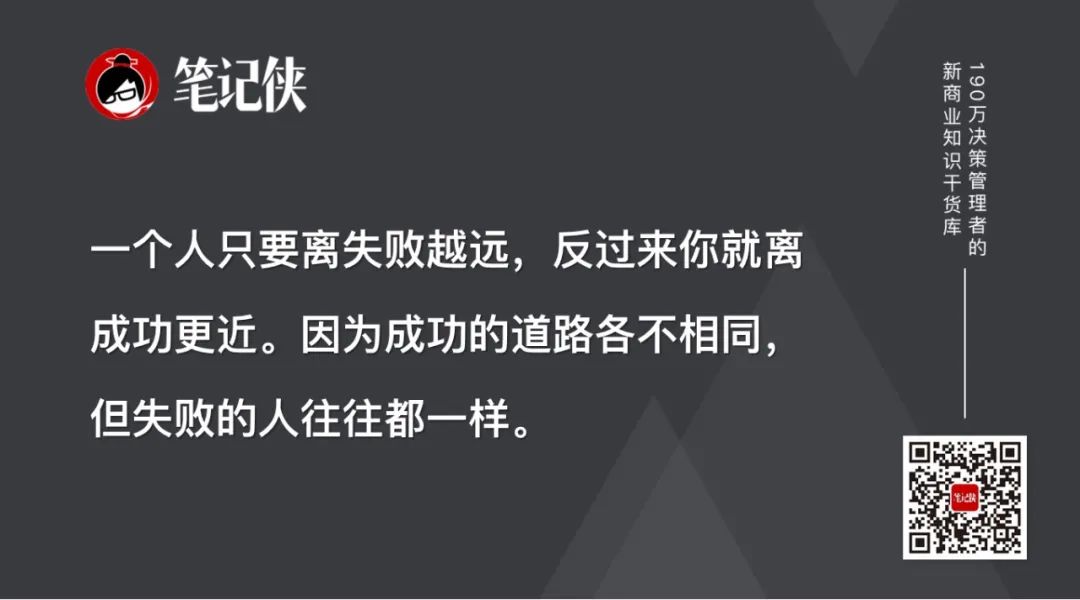 笔记侠
190万决策管理者的
新商业知识干货库
一个人只要离失败越远，反过来你就离
成功更近。因为成功的道路各不相同，
但失败的人往往都一样。
笔记侠